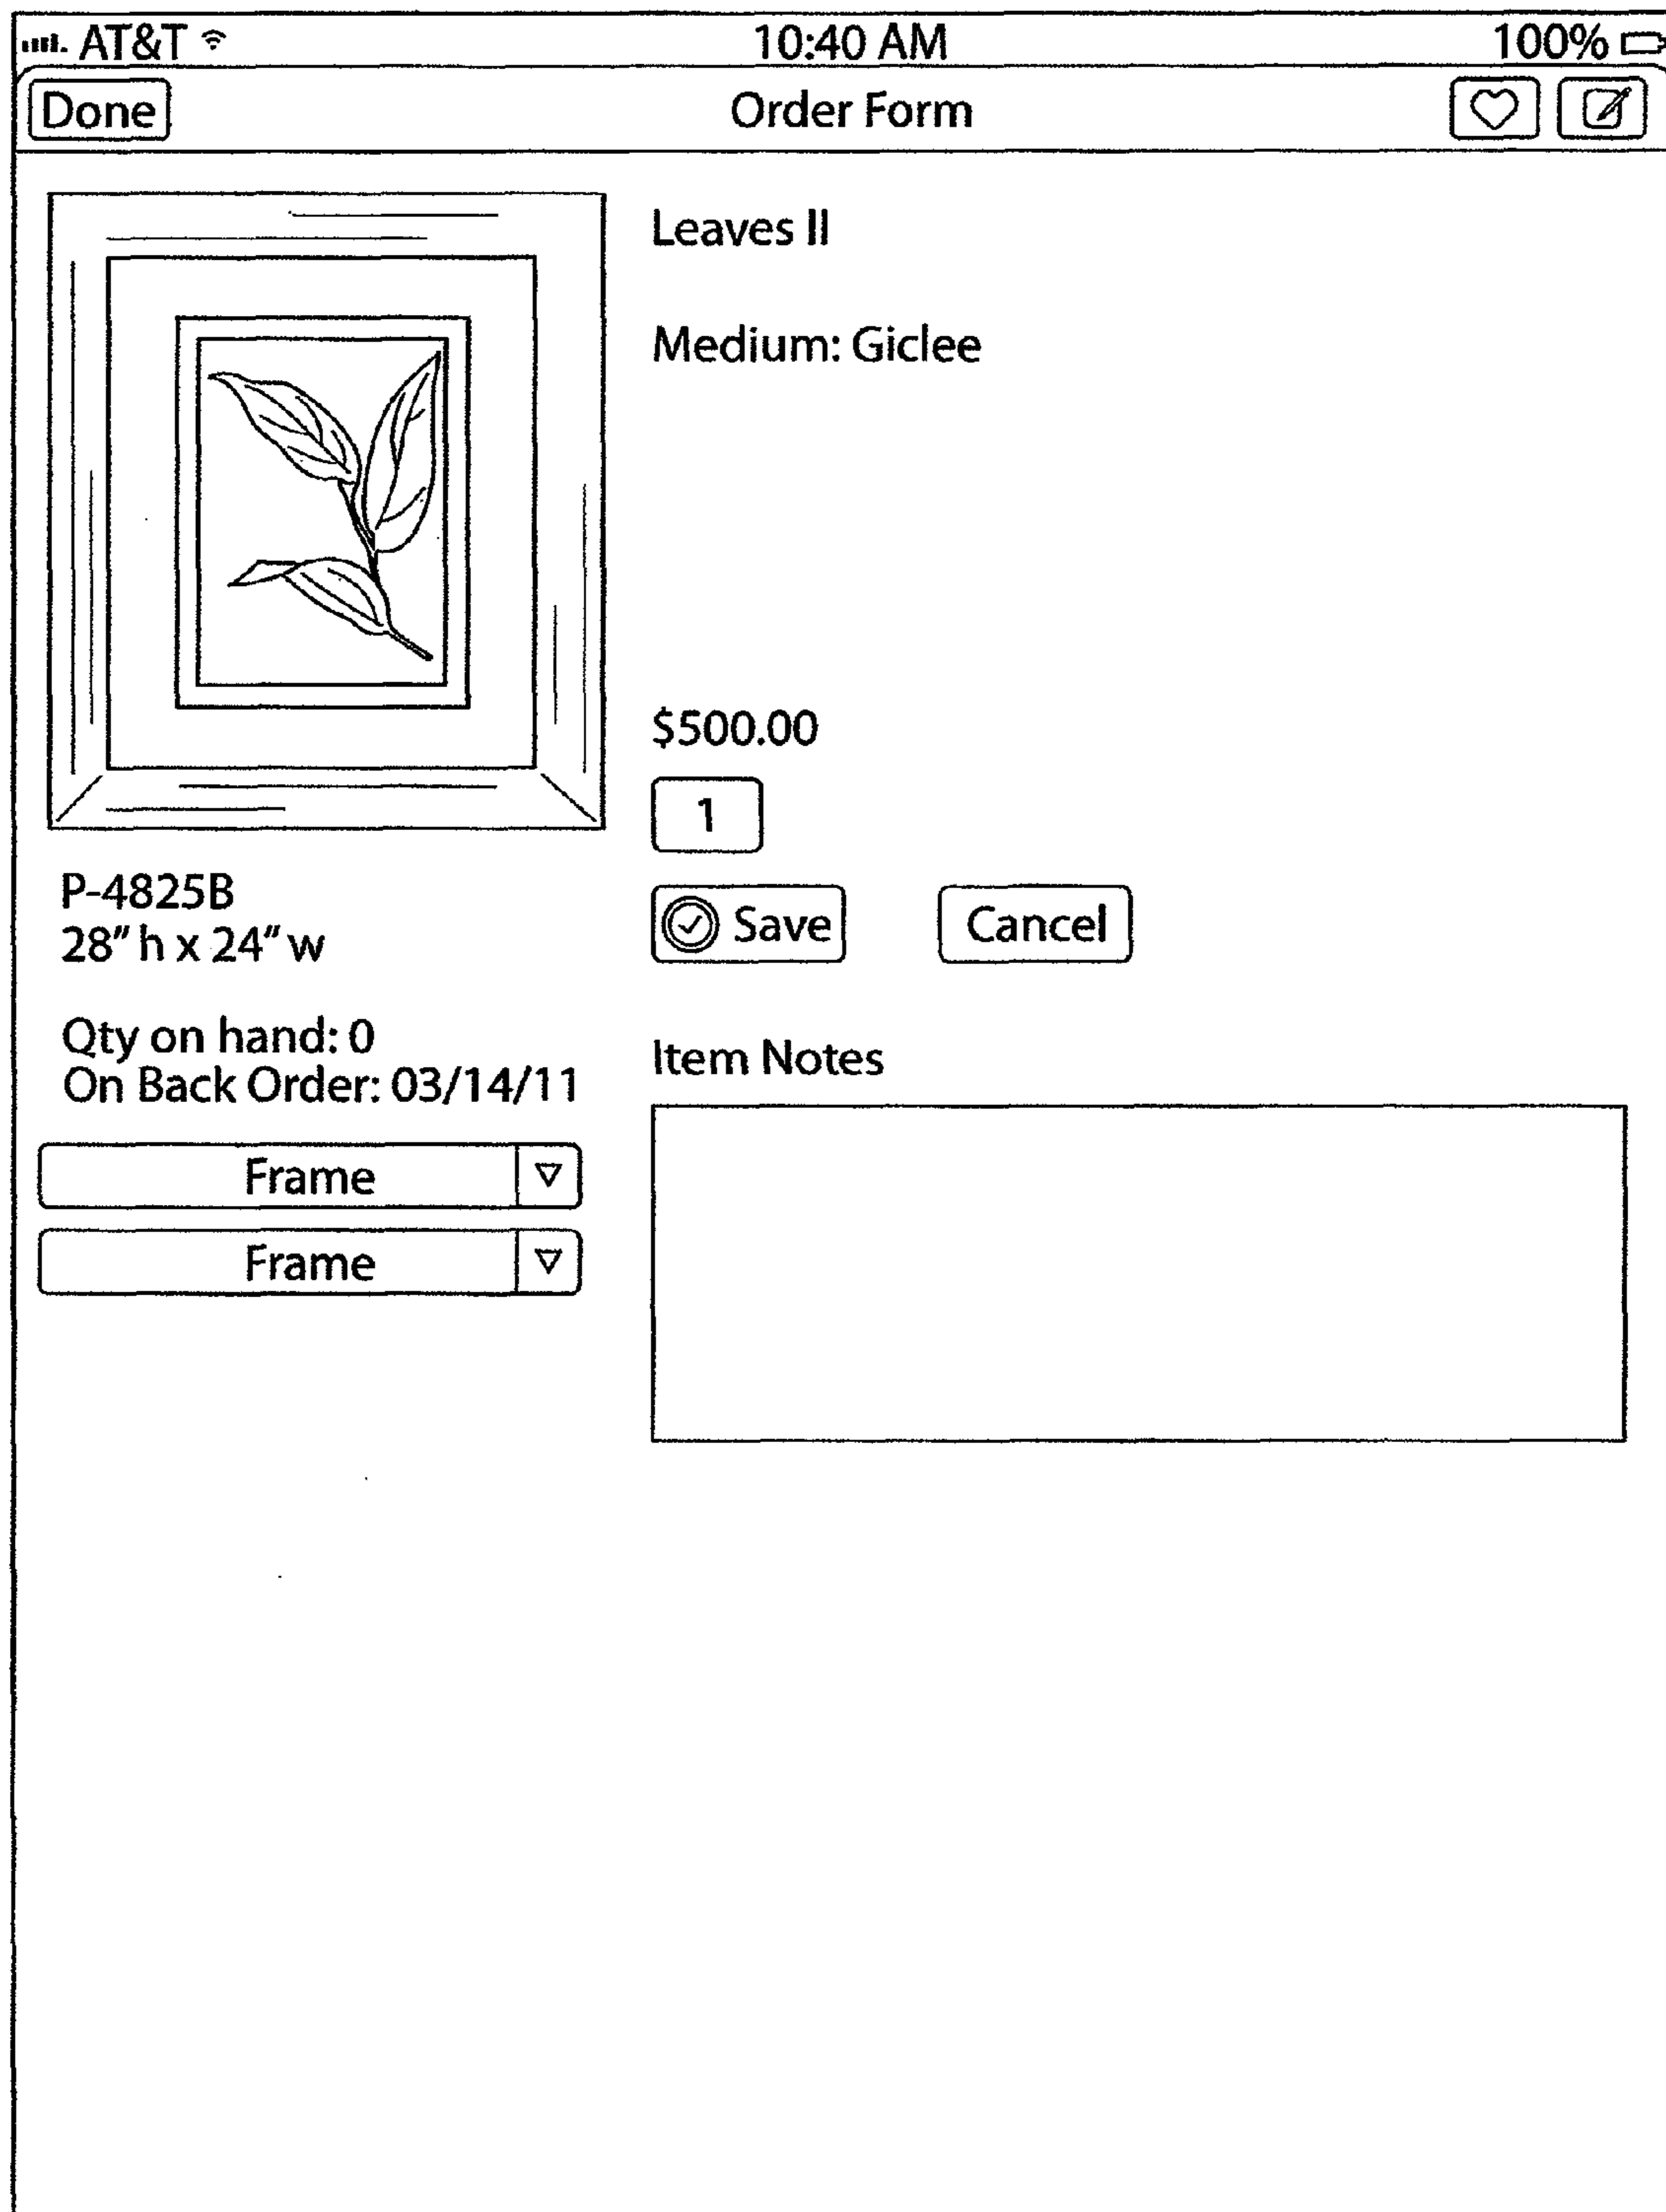 AT&T 10:40 AM 100%
Done Order Form
Leaves II
Medium: Giclee
$500.00
1
P-4825B
28" h x 24" w
Save Cancel
Qty on hand: 0
On Back Order: 03/14/11
Item Notes
Frame
Frame